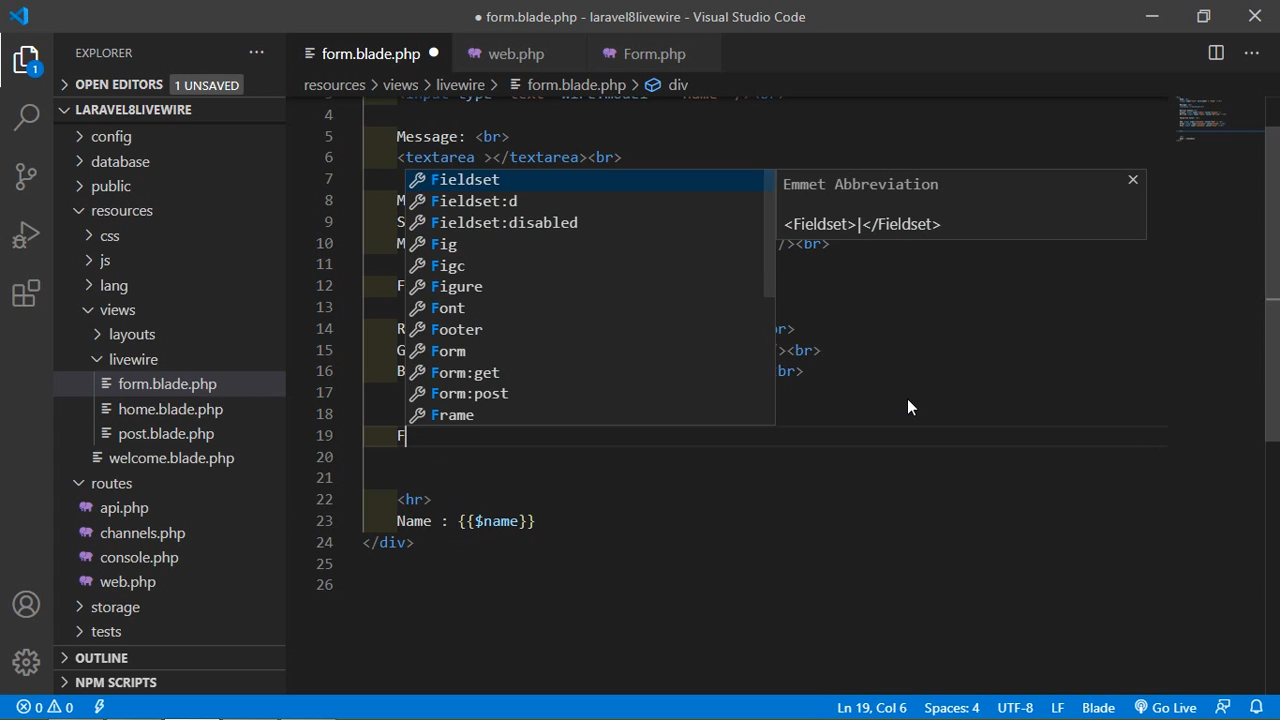 ● form.blade.php - laravel8livewire - Visual Studio Code
EXPLORER
form.blade.php
web.php
Form.php
OPEN EDITORS 1 UNSAVED
resources > views > livewire > form.blade.php > div
LARAVEL8LIVEWIRE
config
database
public
resources
css
js
lang
views
layouts
livewire
form.blade.php
home.blade.php
post.blade.php
welcome.blade.php
routes
api.php
channels.php
console.php
web.php
storage
tests
OUTLINE
NPM SCRIPTS
4
5 Message: <br>
6 <textarea ></textarea><br>
7
8 M
9 S
10 M /><br>
11
12 F
13
14 R r>
15 G ><br>
16 B br>
17
18
19 F
20
21
22 <hr>
23 Name : {{$name}}
24 </div>
25
26
Fieldset
Fieldset:d
Fieldset:disabled
Fig
Figc
Figure
Font
Footer
Form
Form:get
Form:post
Frame
Emmet Abbreviation
<Fieldset>|</Fieldset>
1
0 0 Ln 19, Col 6 Spaces: 4 UTF-8 LF Blade Go Live